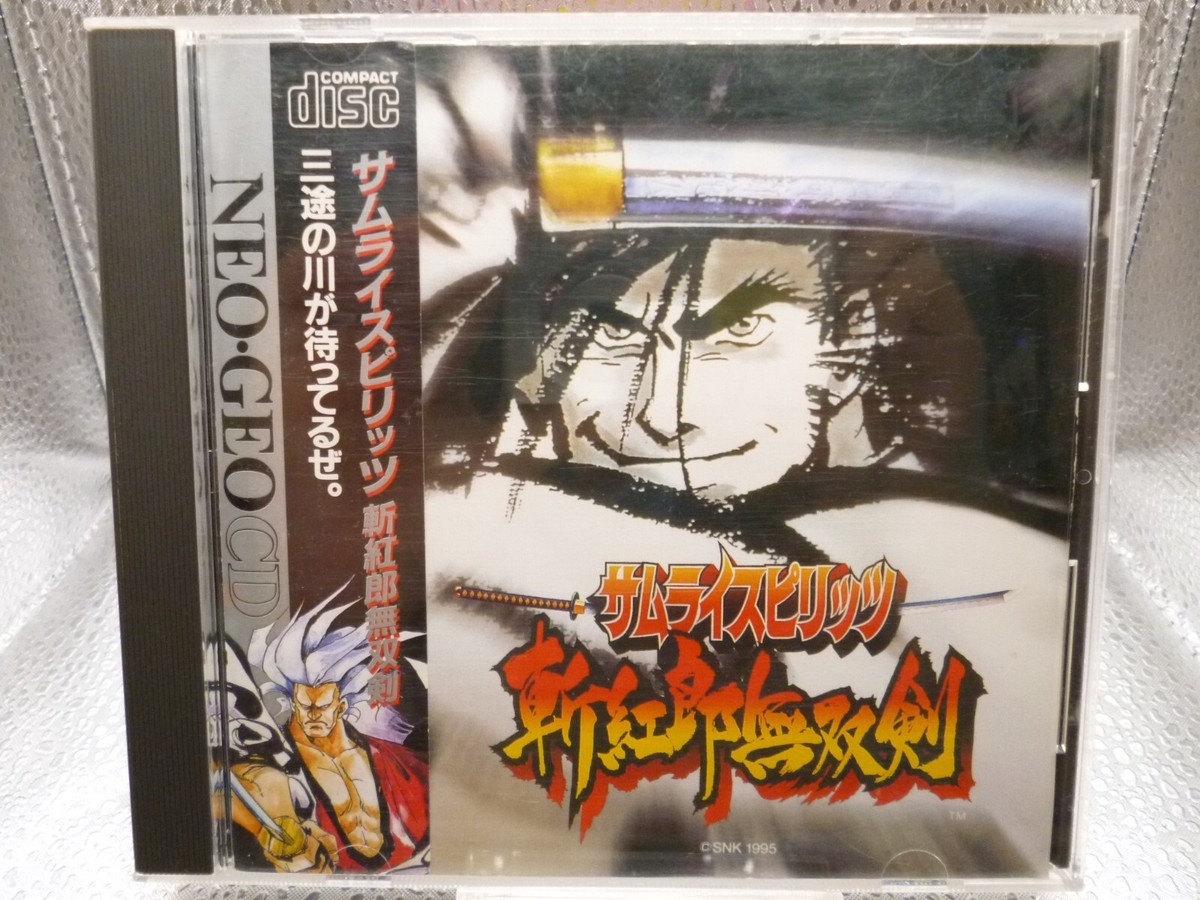 COMPACT
disc
サムライスピリッツ 斬紅郎無双剣
三途の川が待ってるぜ。
NEO・GEO CD
サムライスピリッツ
斬紅郎無双剣
TM
© SNK 1995